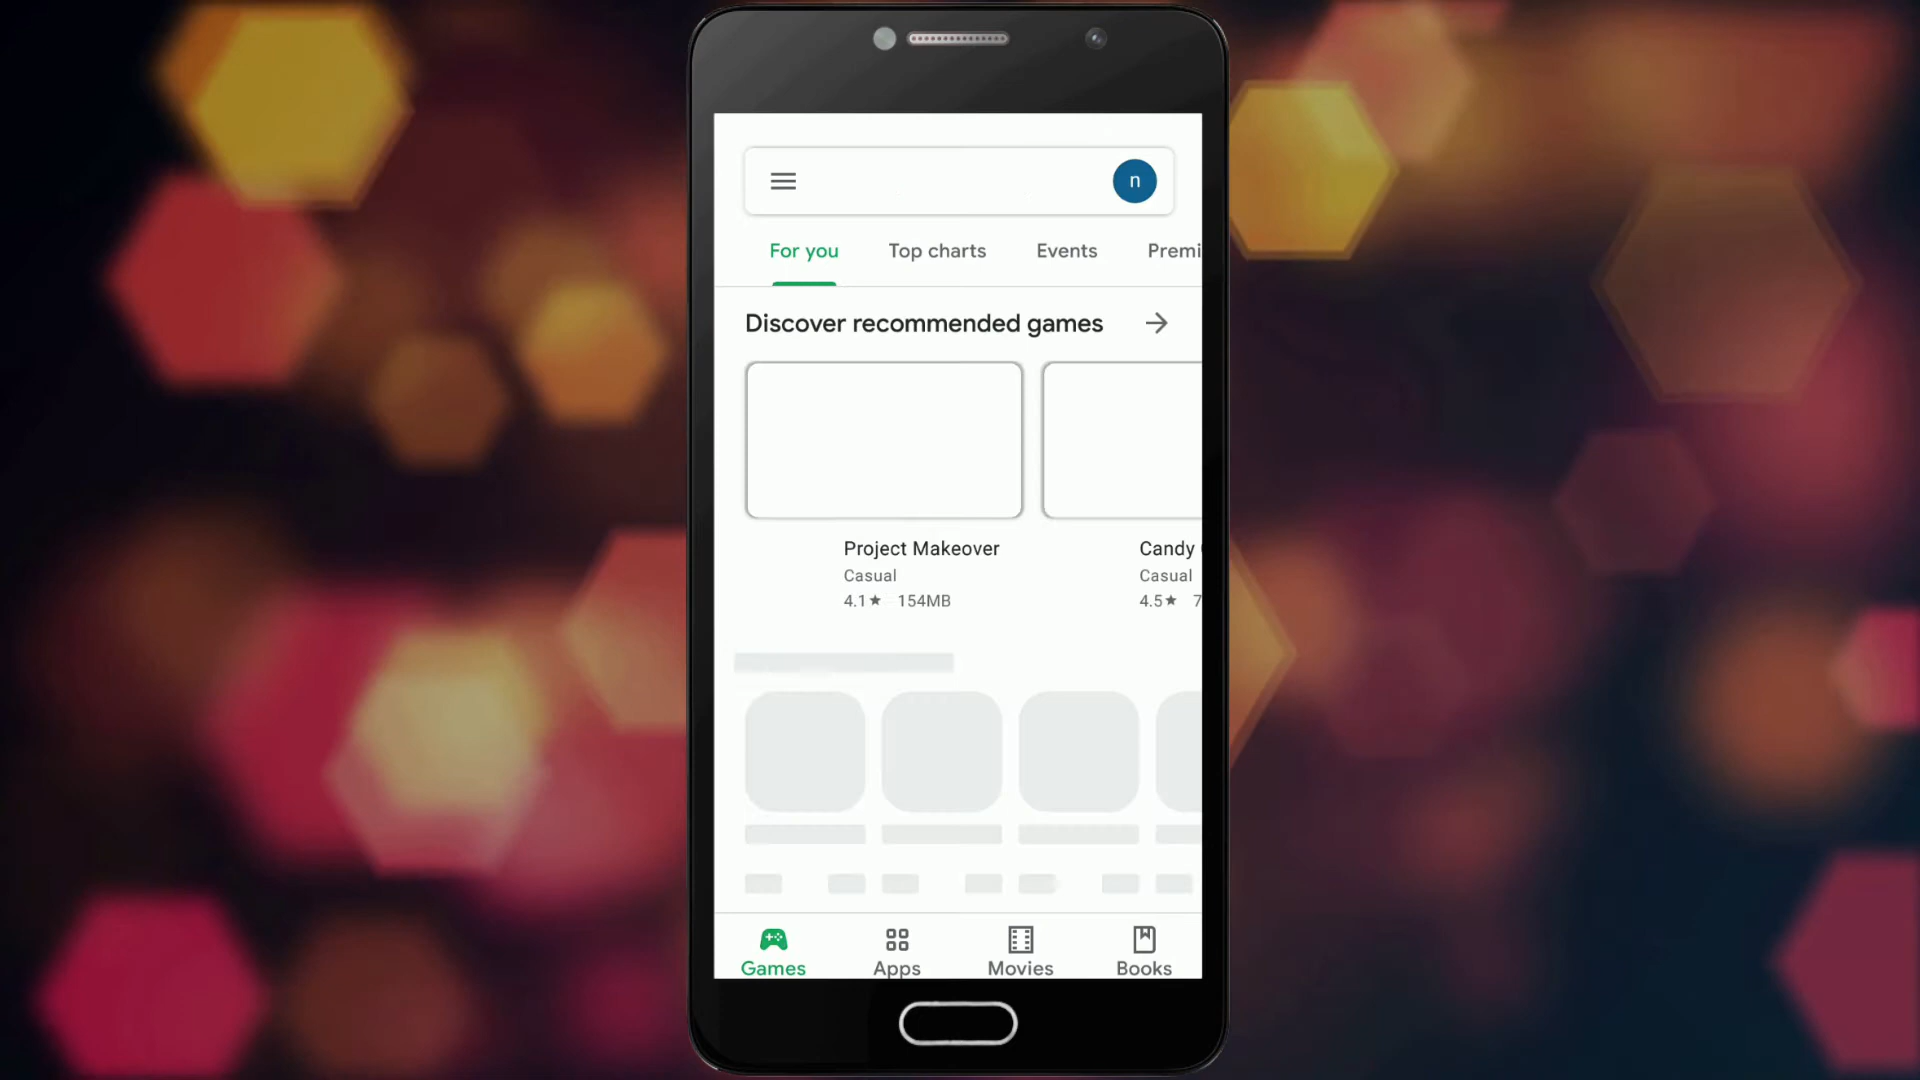 n
For you Top charts Events Premi
Discover recommended games
Project Makeover Candy
Casual Casual
4.1★ 154MB 4.5★ 7
Games Apps Movies Books